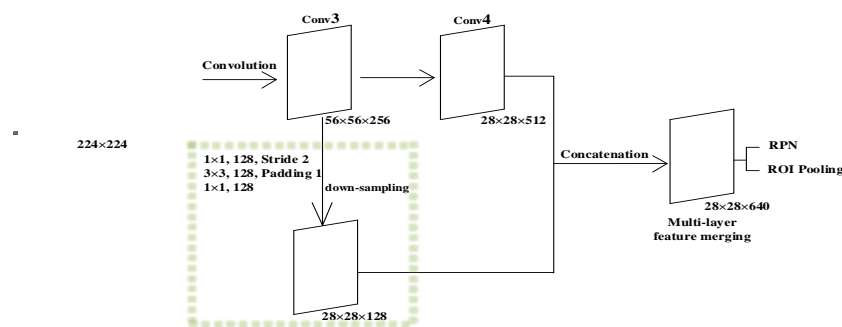 224×224
Convolution
Conv3
56×56×256
Conv4
28×28×512
1×1, 128, Stride 2
3×3, 128, Padding 1
1×1, 128
down-sampling
28×28×128
Concatenation
28×28×640
Multi-layer
feature merging
RPN
ROI Pooling